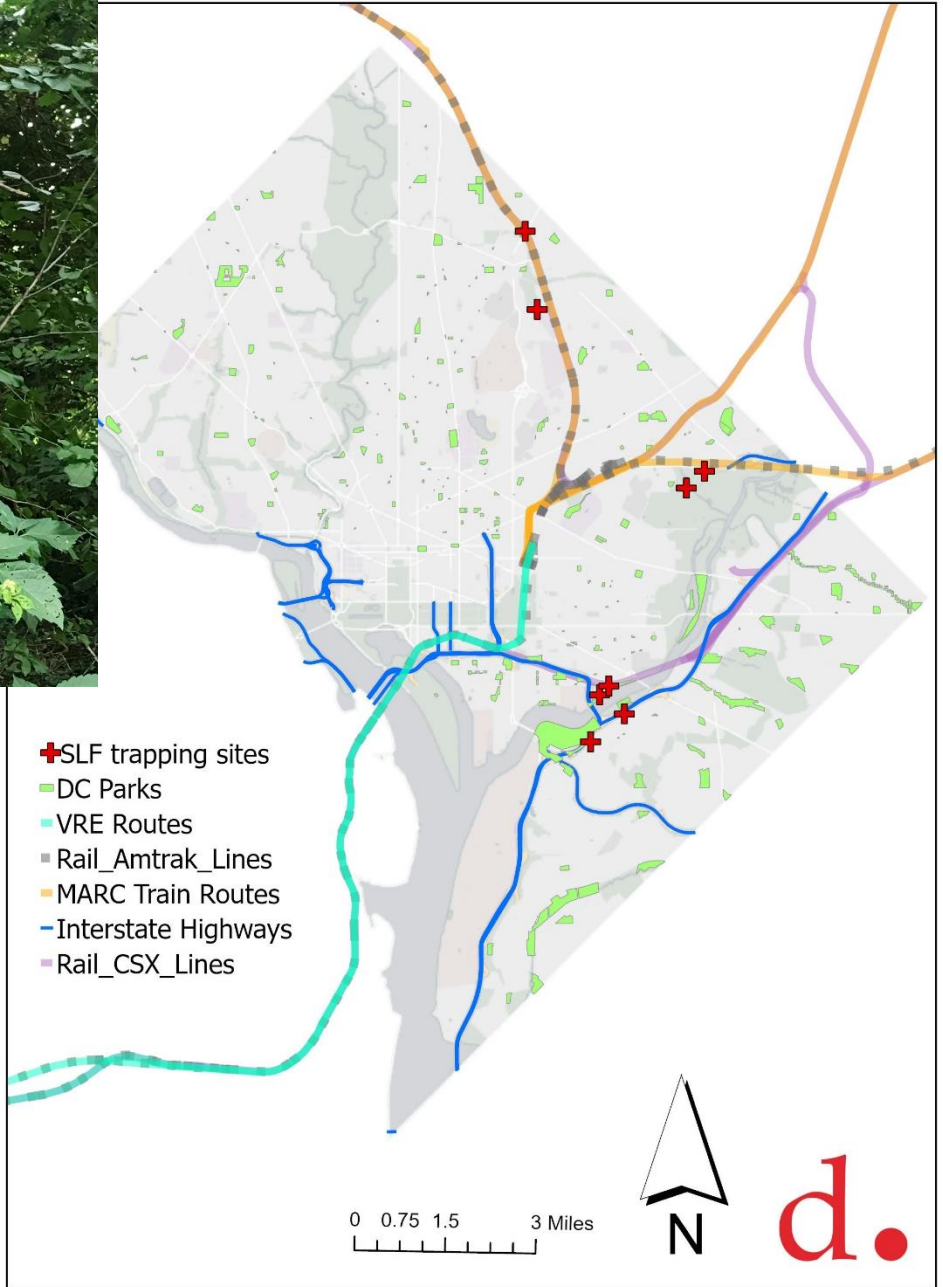 SLF trapping sites
DC Parks
VRE Routes
Rail_Amtrak_Lines
MARC Train Routes
Interstate Highways
Rail_CSX_Lines
0 0.75 1.5 3 Miles
N
d.